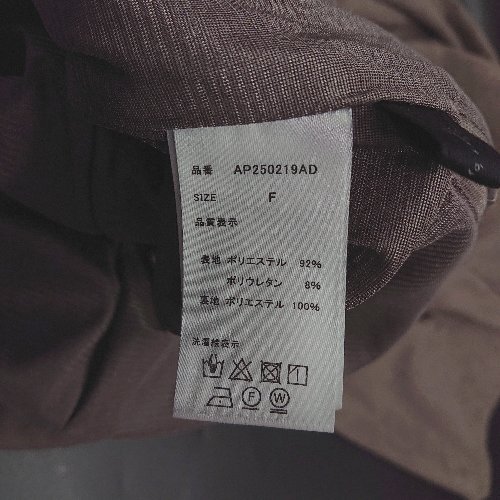 品番 AP250219AD
SIZE F
品質表示
表地 ポリエステル 92%
ポリウレタン 8%
裏地 ポリエステル 100%
洗濯絵表示
F W